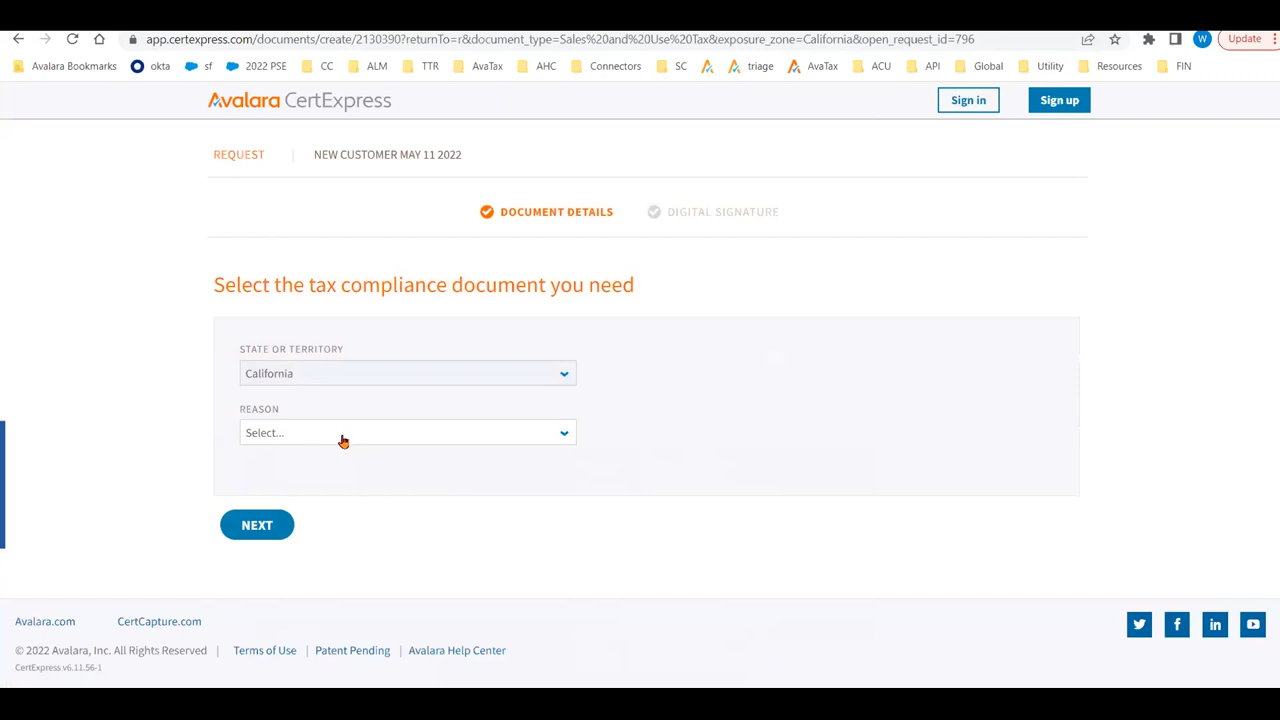 app.certexpress.com/documents/create/2130390?returnTo=r&document_type=Sales%20and%20Use%20Tax&exposure_zone=California&open_request_id=796
W
Update
Avalara Bookmarks okta sf 2022 PSE CC ALM TTR AvaTax AHC Connectors SC triage AvaTax ACU API Global Utility Resources FIN
Avalara CertExpress
Sign in
Sign up
REQUEST | NEW CUSTOMER MAY 11 2022
DOCUMENT DETAILS
DIGITAL SIGNATURE
Select the tax compliance document you need
STATE OR TERRITORY
California
REASON
Select...
NEXT
Avalara.com CertCapture.com
© 2022 Avalara, Inc. All Rights Reserved | Terms of Use | Patent Pending | Avalara Help Center
CertExpress v6.11.56-1